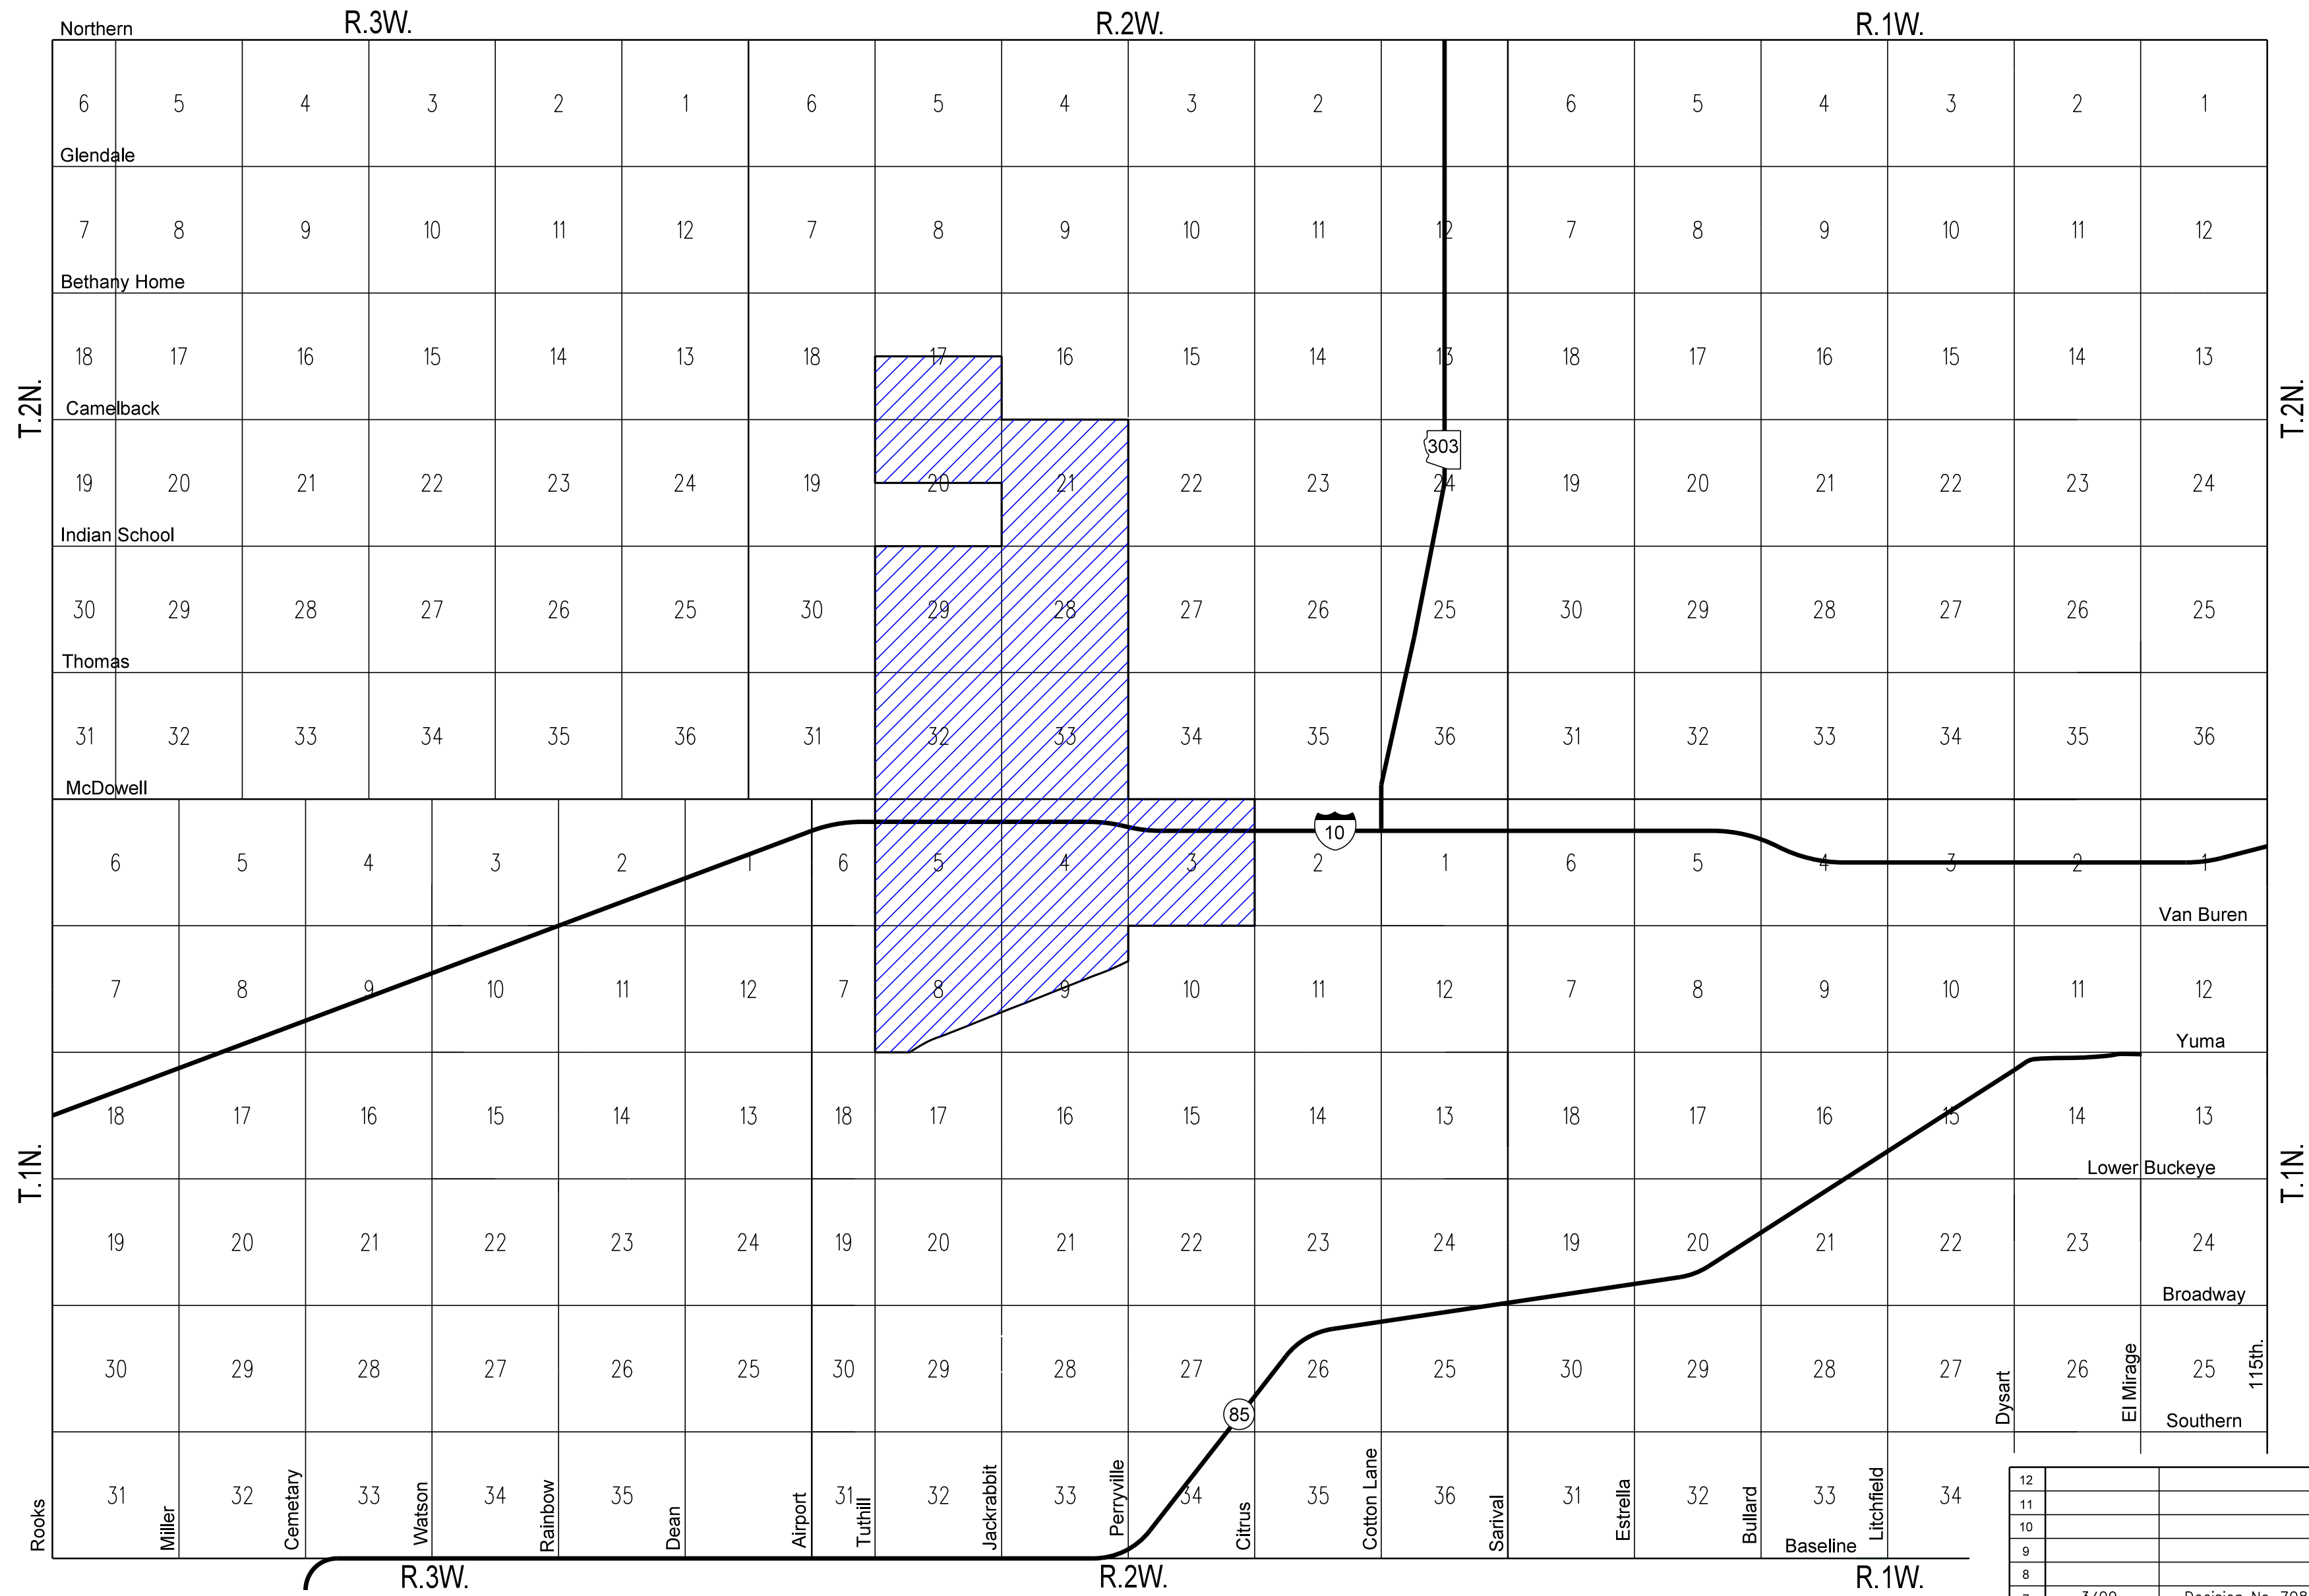 R.3W. R.2W. R.1W.
Northern
6 5 4 3 2 1 6 5 4 3 2 6 5 4 3 2 1
Glendale
7 8 9 10 11 12 7 8 9 10 11 12 7 8 9 10 11 12
Bethany Home
18 17 16 15 14 13 18 17 16 15 14 13 18 17 16 15 14 13
T.2N. Camelback T.2N.
303
19 20 21 22 23 24 19 20 21 22 23 24 19 20 21 22 23 24
Indian School
30 29 28 27 26 25 30 29 28 27 26 25 30 29 28 27 26 25
Thomas
31 32 33 34 35 36 31 32 33 34 35 36 31 32 33 34 35 36
McDowell
10
6 5 4 3 2 1 6 5 4 3 2 1 6 5 4 3 2 1
Van Buren
7 8 9 10 11 12 7 8 9 10 11 12 7 8 9 10 11 12
Yuma
18 17 16 15 14 13 18 17 16 15 14 13 18 17 16 15 14 13
T.1N. Lower Buckeye T.1N.
19 20 21 22 23 24 19 20 21 22 23 24 19 20 21 22 23 24
Broadway
30 29 28 27 26 25 30 29 28 27 26 25 30 29 28 27 26 25
Dysart El Mirage 115th.
85
Southern
31 32 33 34 35 31 32 33 34 35 36 31 32 33 34
Rooks Miller Cemetary Watson Rainbow Dean Airport Tuthill Jackrabbit Perryville Citrus Cotton Lane Sarival Estrella Bullard Litchfield
Baseline
R.3W. R.2W. R.1W.
12
11
10
9
8